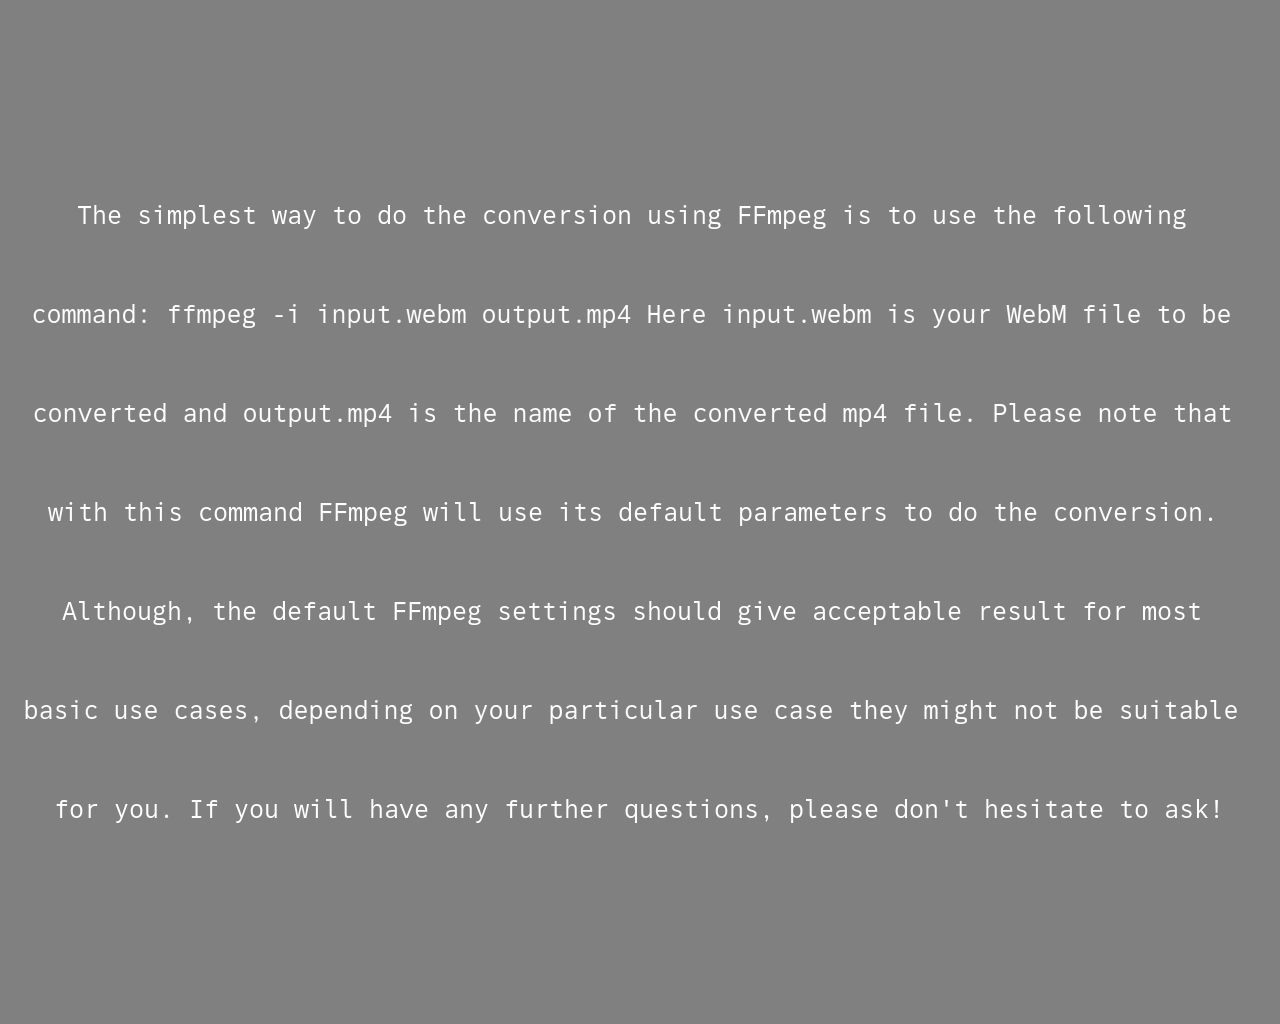 The simplest way to do the conversion using FFmpeg is to use the following
command: ffmpeg -i input.webm output.mp4 Here input.webm is your WebM file to be
converted and output.mp4 is the name of the converted mp4 file. Please note that
with this command FFmpeg will use its default parameters to do the conversion.
Although, the default FFmpeg settings should give acceptable result for most
basic use cases, depending on your particular use case they might not be suitable
for you. If you will have any further questions, please don't hesitate to ask!